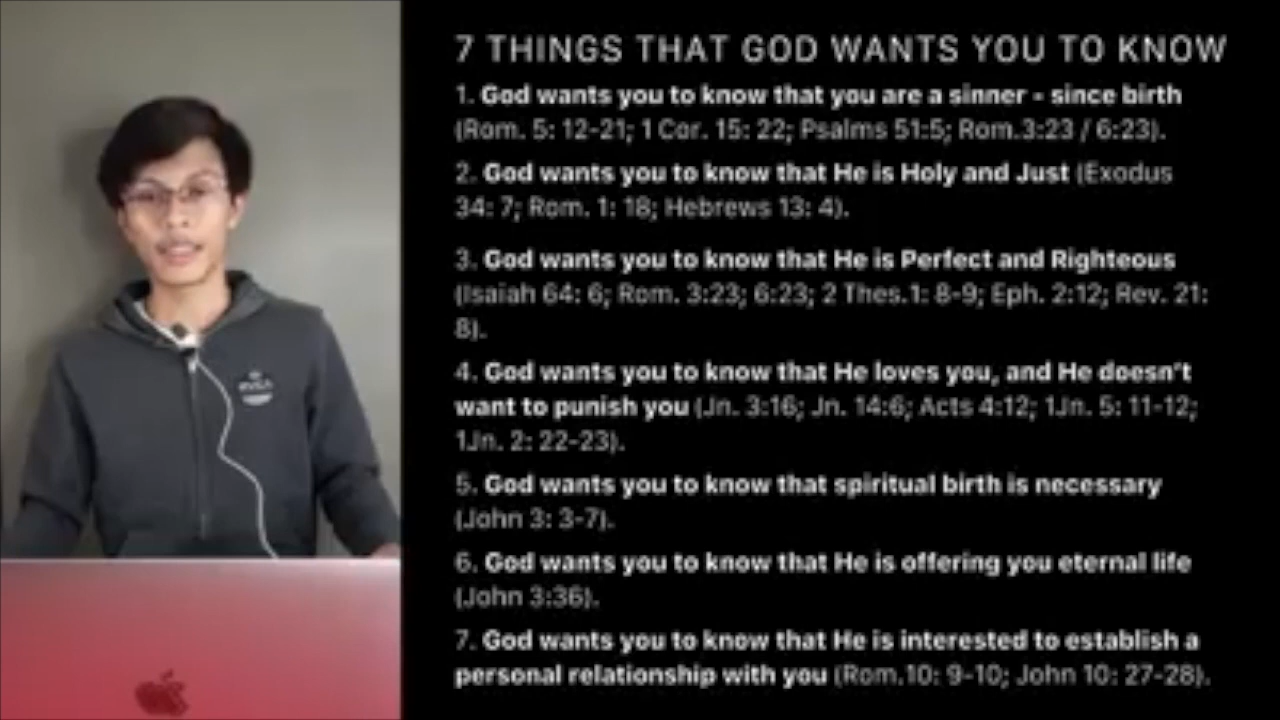 7 THINGS THAT GOD WANTS YOU TO KNOW
1. God wants you to know that you are a sinner - since birth
(Rom. 5: 12-21; 1 Cor. 15: 22; Psalms 51:5; Rom.3:23 / 6:23).
2. God wants you to know that He is Holy and Just (Exodus
34: 7; Rom. 1: 18; Hebrews 13: 4).
3. God wants you to know that He is Perfect and Righteous
(Isaiah 64: 6; Rom. 3:23; 6:23; 2 Thes.1: 8-9; Eph. 2:12; Rev. 21:
8).
4. God wants you to know that He loves you, and He doesn't
want to punish you (Jn. 3:16; Jn. 14:6; Acts 4:12; 1Jn. 5: 11-12;
1Jn. 2: 22-23).
5. God wants you to know that spiritual birth is necessary
(John 3: 3-7).
6. God wants you to know that He is offering you eternal life
(John 3:36).
7. God wants you to know that He is interested to establish a
personal relationship with you (Rom.10: 9-10; John 10: 27-28).